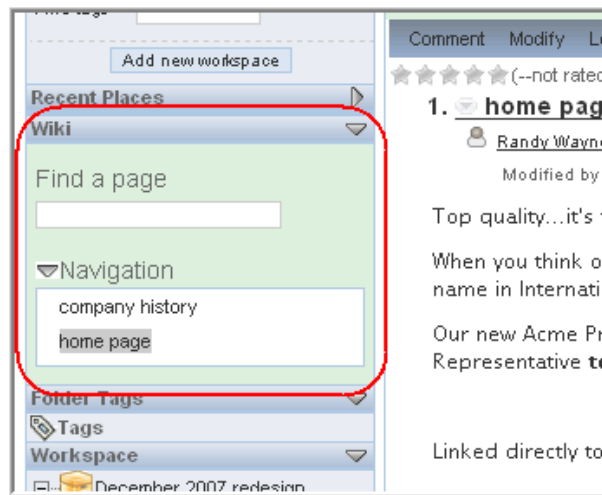 Find tags
Add new workspace
Recent Places
Wiki
Find a page
Navigation
company history
home page
Folder Tags
Tags
Workspace
December 2007 redesign
Comment Modify
(--not rated
1. home pag
Randy Wayne
Modified by
Top quality...it's
When you think o
name in Internati
Our new Acme Pr
Representative
Linked directly to